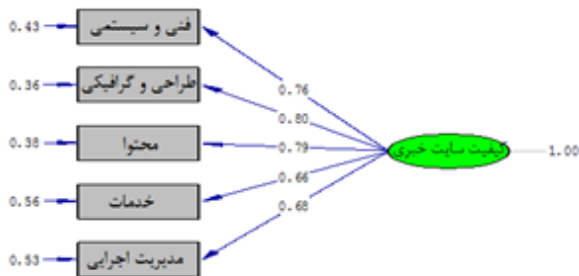 0.43 فنی و سیستمی
0.76
0.36 طراحی و گرافیکی
0.80
0.38 محتوا
0.79
کیفیت سایت خبری 1.00
0.56 خدمات
0.66
0.53 مدیریت اجرایی
0.68